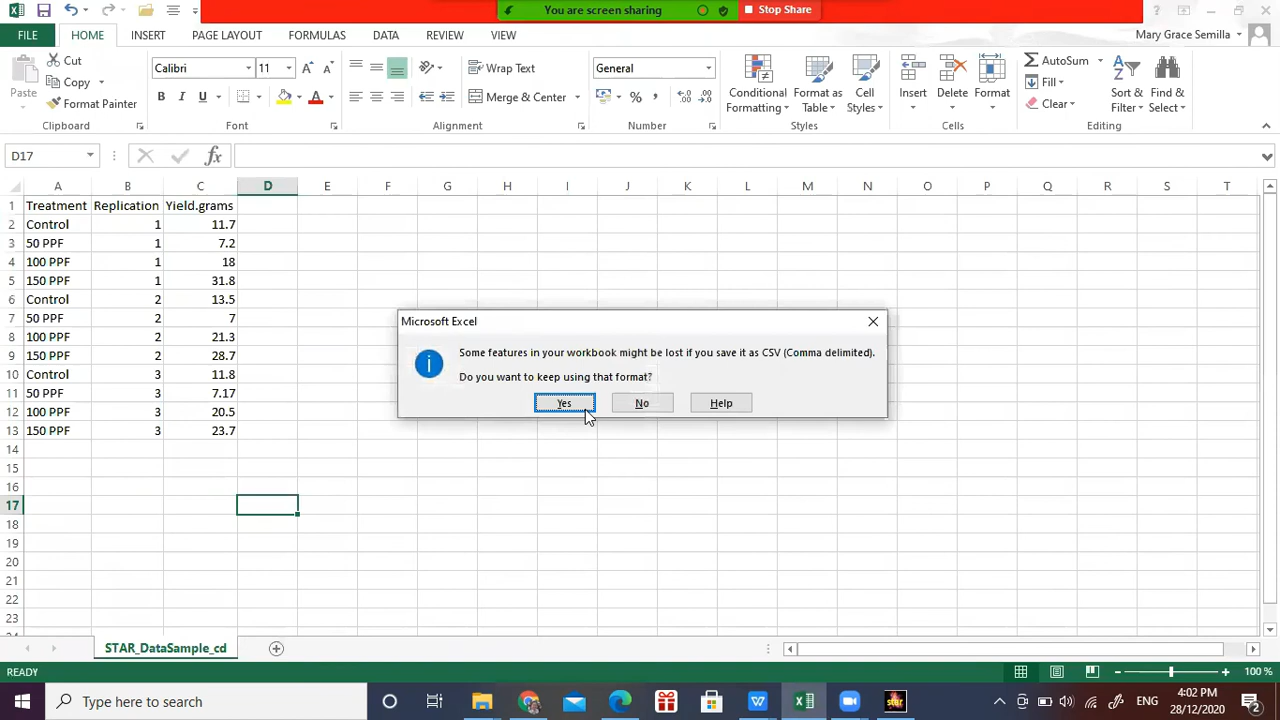 You are screen sharing
Stop Share
FILE
HOME
INSERT
PAGE LAYOUT
FORMULAS
DATA
REVIEW
VIEW
Mary Grace Semilla
Paste
Cut
Copy
Format Painter
Clipboard
Calibri
11
B I U
Font
Wrap Text
Merge & Center
Alignment
General
%
Number
Conditional
Formatting
Format as
Table
Cell
Styles
Styles
Insert
Delete
Format
Cells
AutoSum
Fill
Clear
Sort &
Filter
Find &
Select
Editing
D17
fx
A B C D E F G H I J K L M N O P Q R S T
1 Treatment Replication Yield.grams
2 Control 1 11.7
3 50 PPF 1 7.2
4 100 PPF 1 18
5 150 PPF 1 31.8
6 Control 2 13.5
7 50 PPF 2 7
8 100 PPF 2 21.3
9 150 PPF 2 28.7
10 Control 3 11.8
11 50 PPF 3 7.17
12 100 PPF 3 20.5
13 150 PPF 3 23.7
14
15
16
17
18
19
20
21
22
23
Microsoft Excel
Some features in your workbook might be lost if you save it as CSV (Comma delimited).
Do you want to keep using that format?
Yes
No
Help
STAR_DataSample_cd
READY
100 %
Type here to search
star
ENG
4:02 PM
28/12/2020
2